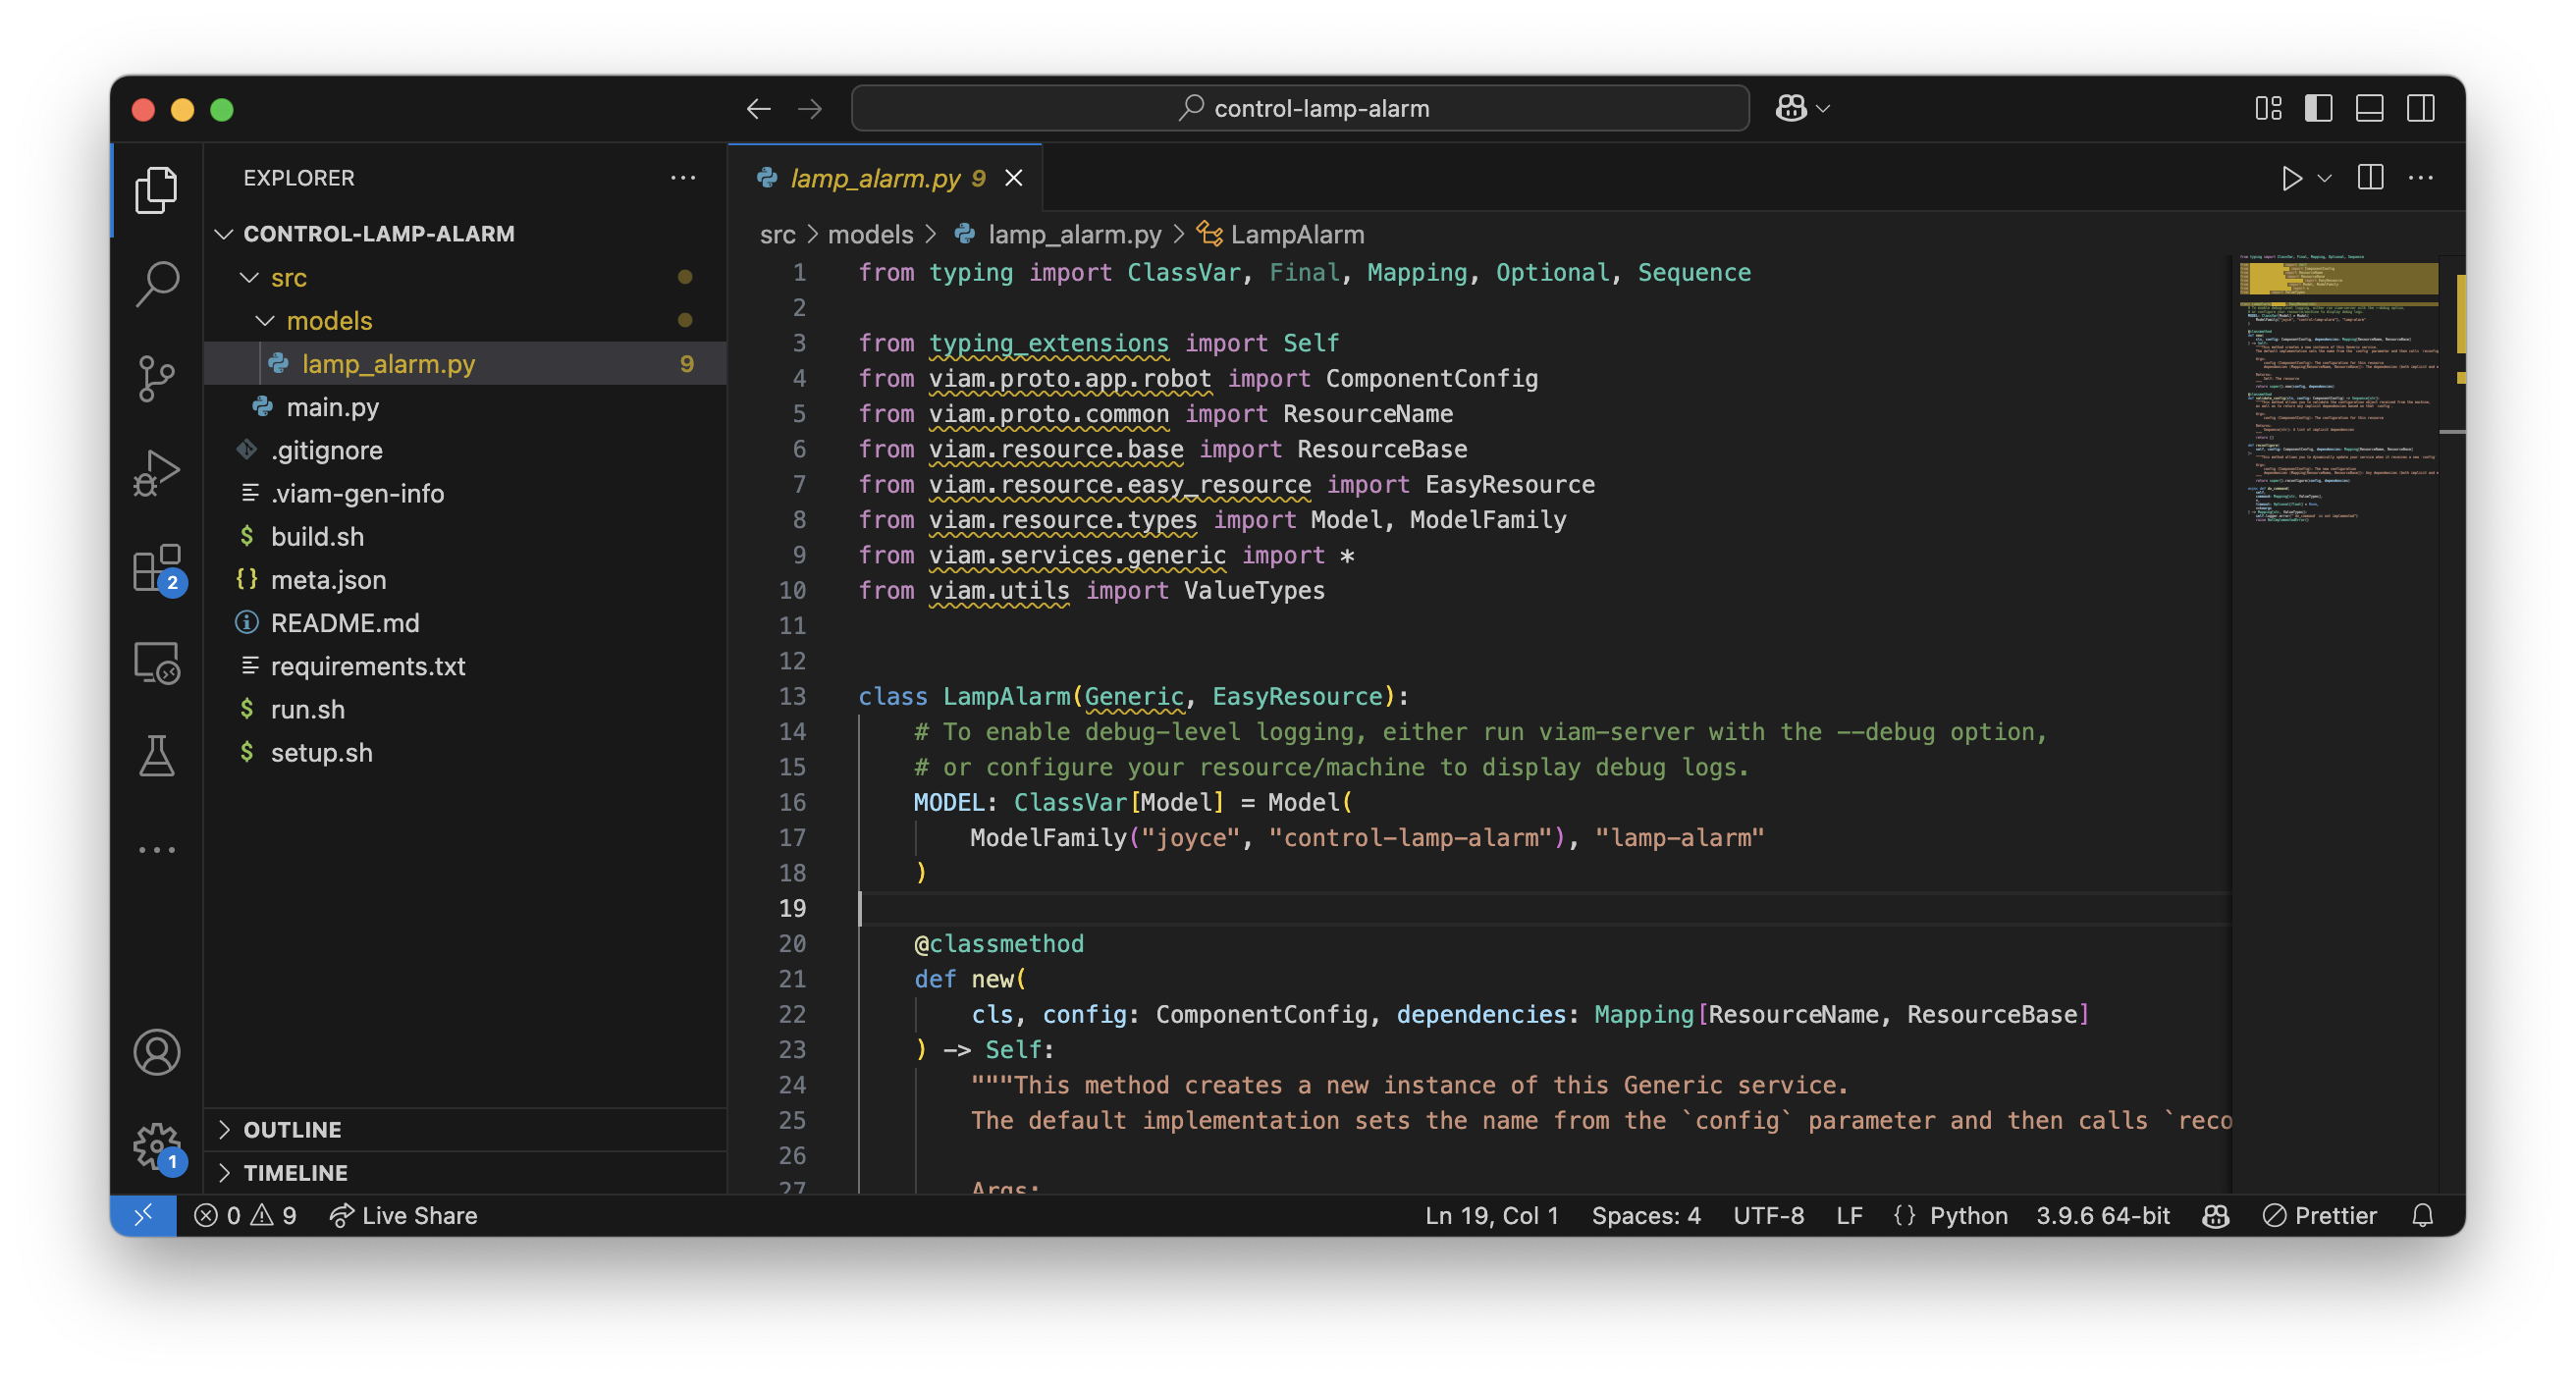 control-lamp-alarm
EXPLORER
CONTROL-LAMP-ALARM
src
models
lamp_alarm.py 9
main.py
.gitignore
.viam-gen-info
build.sh
meta.json
README.md
requirements.txt
run.sh
setup.sh
OUTLINE
TIMELINE
2
1
lamp_alarm.py 9
src > models > lamp_alarm.py > LampAlarm
1 from typing import ClassVar, Final, Mapping, Optional, Sequence
2
3 from typing_extensions import Self
4 from viam.proto.app.robot import ComponentConfig
5 from viam.proto.common import ResourceName
6 from viam.resource.base import ResourceBase
7 from viam.resource.easy_resource import EasyResource
8 from viam.resource.types import Model, ModelFamily
9 from viam.services.generic import *
10 from viam.utils import ValueTypes
11
12
13 class LampAlarm(Generic, EasyResource):
14 # To enable debug-level logging, either run viam-server with the --debug option,
15 # or configure your resource/machine to display debug logs.
16 MODEL: ClassVar[Model] = Model(
17 ModelFamily("joyce", "control-lamp-alarm"), "lamp-alarm"
18 )
19
20 @classmethod
21 def new(
22 cls, config: ComponentConfig, dependencies: Mapping[ResourceName, ResourceBase]
23 ) -> Self:
24 """This method creates a new instance of this Generic service.
25 The default implementation sets the name from the `config` parameter and then calls `reco
26
27 Args:
0 9 Live Share
Ln 19, Col 1 Spaces: 4 UTF-8 LF {} Python 3.9.6 64-bit Prettier